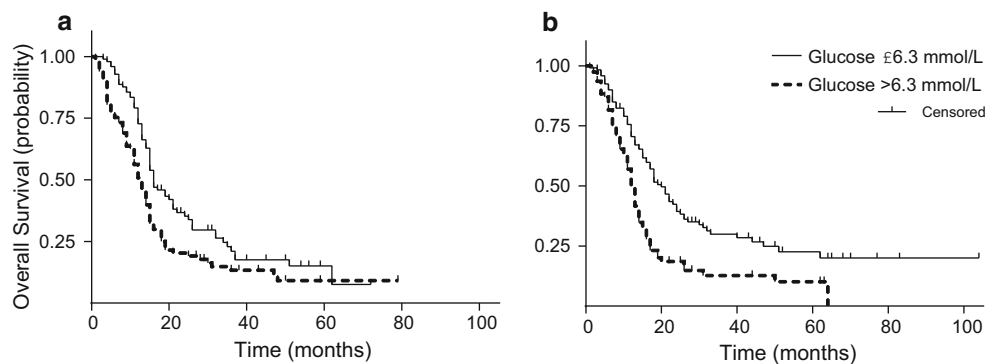 a
Overall Survival (probability)
1.00
0.75
0.50
0.25
0
20
40
60
80
100
Time (months)
b
1.00
0.75
0.50
0.25
0
20
40
60
80
100
Time (months)
Glucose £6.3 mmol/L
Glucose >6.3 mmol/L
Censored